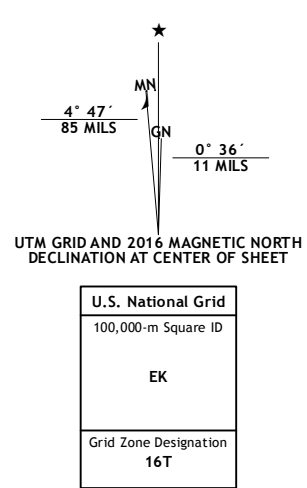 ★
MN
4° 47´
85 MILS
GN
0° 36´
11 MILS
UTM GRID AND 2016 MAGNETIC NORTH
DECLINATION AT CENTER OF SHEET
U.S. National Grid
100,000-m Square ID
EK
Grid Zone Designation
16T